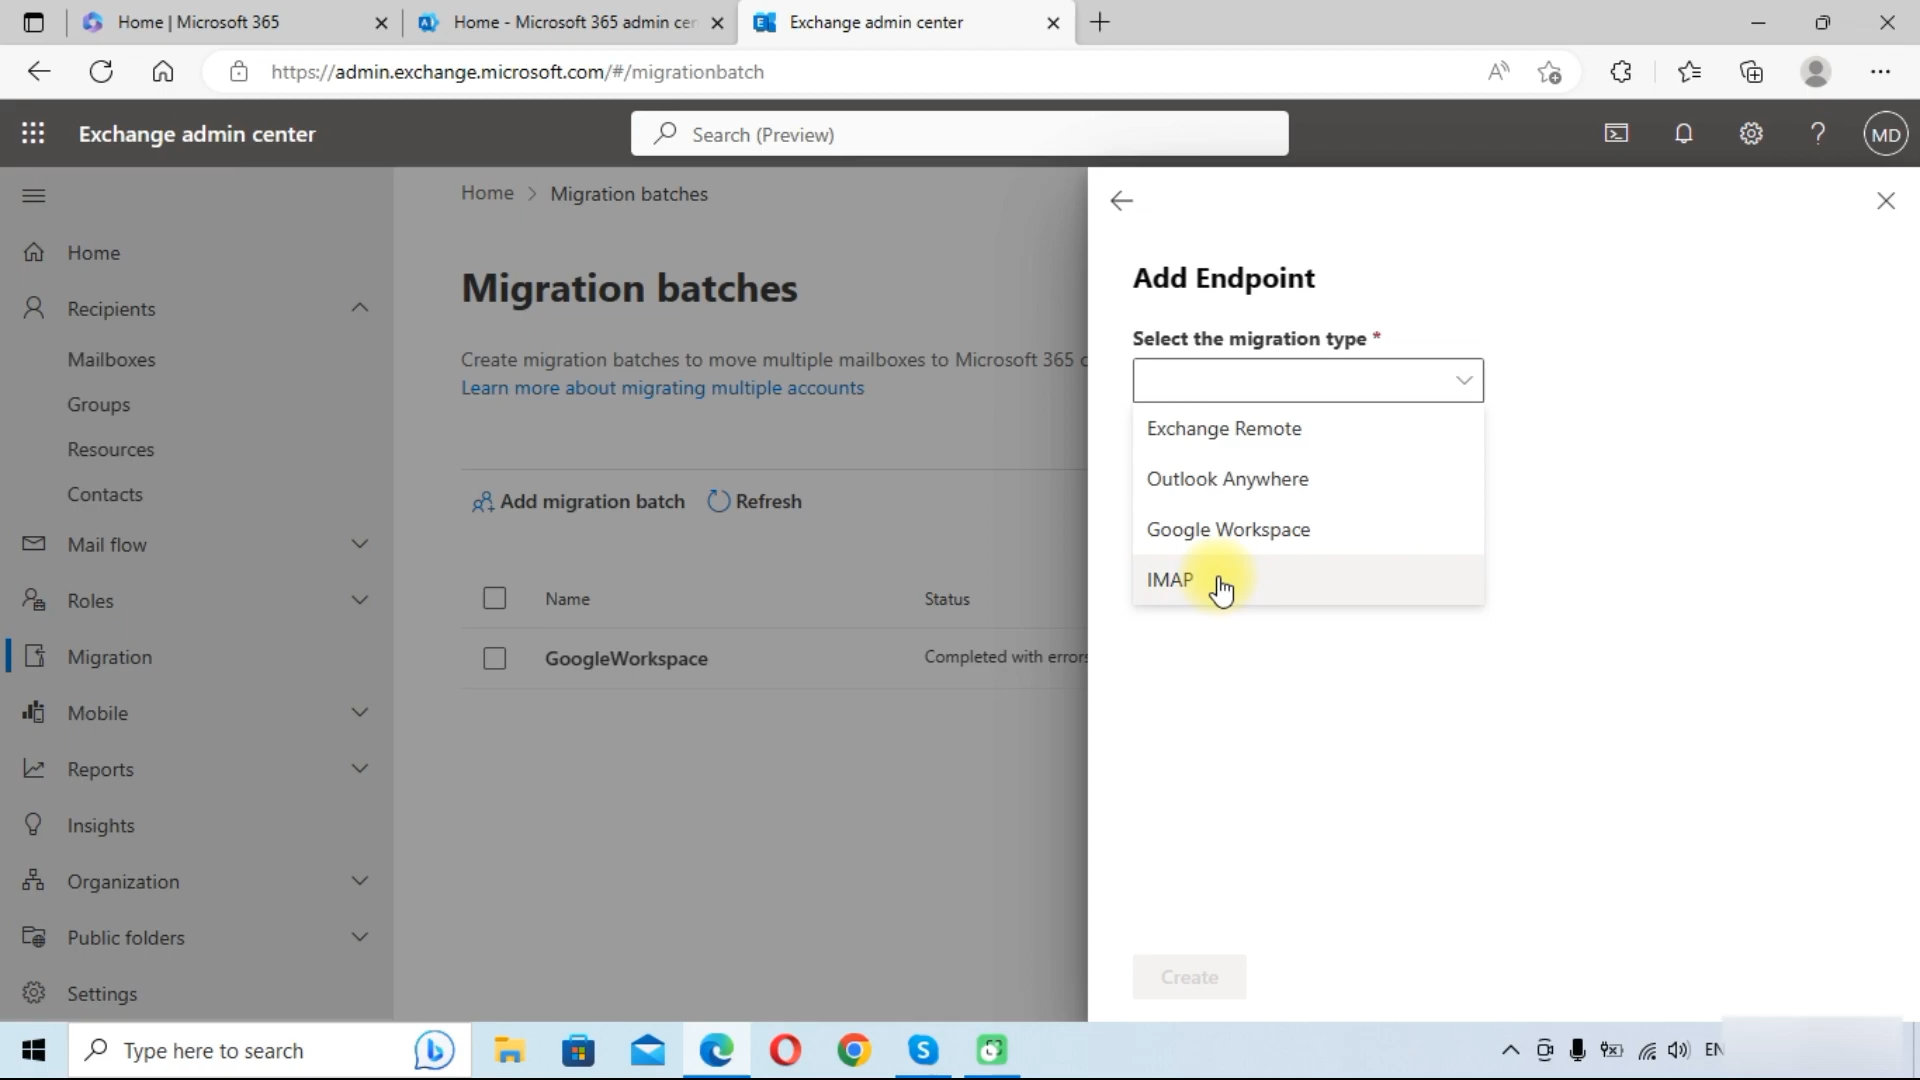 Home | Microsoft 365
Home - Microsoft 365 admin cen
Exchange admin center
https://admin.exchange.microsoft.com/#/migrationbatch
Exchange admin center
Search (Preview)
MD
Home > Migration batches
Home
Recipients
Mailboxes
Groups
Resources
Contacts
Mail flow
Roles
Migration
Mobile
Reports
Insights
Organization
Public folders
Settings
Migration batches
Create migration batches to move multiple mailboxes to Microsoft 365
Learn more about migrating multiple accounts
Add migration batch Refresh
Name Status
GoogleWorkspace Completed with errors
Add Endpoint
Select the migration type *
Exchange Remote
Outlook Anywhere
Google Workspace
IMAP
Create
Type here to search
EN